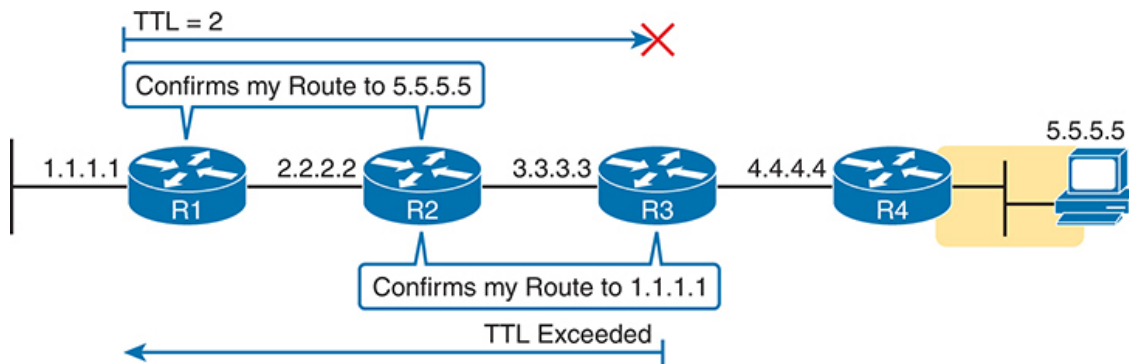 TTL = 2
Confirms my Route to 5.5.5.5
5.5.5.5
1.1.1.1
2.2.2.2
3.3.3.3
4.4.4.4
R1
R2
R3
R4
Confirms my Route to 1.1.1.1
TTL Exceeded